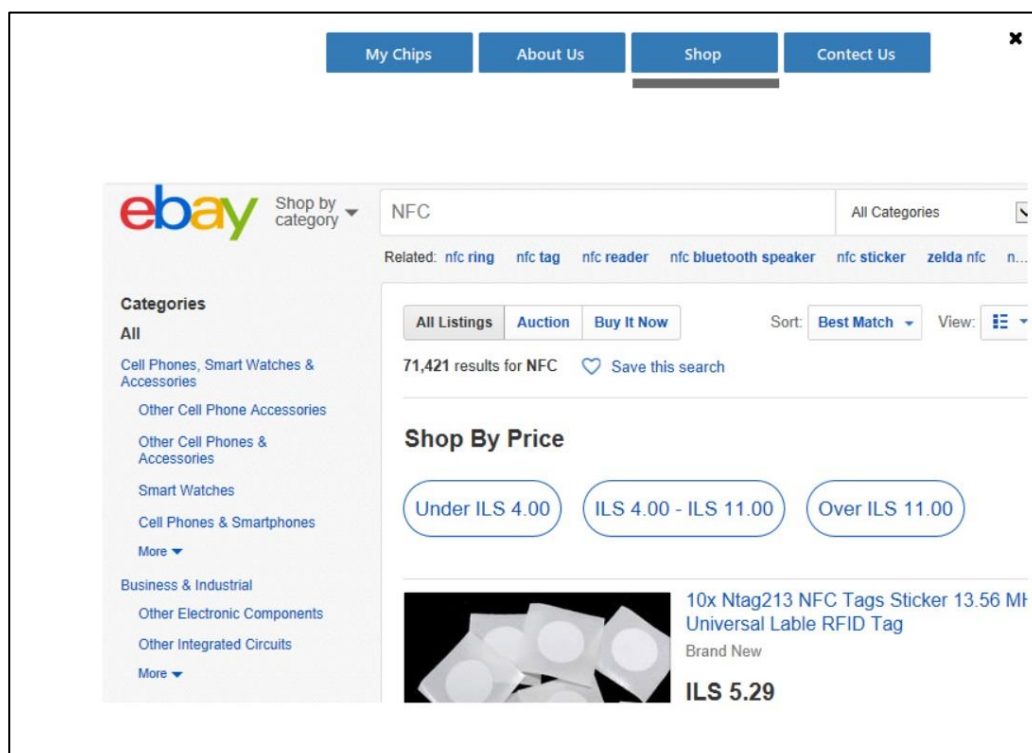 My Chips
About Us
Shop
Contect Us
ebay
Shop by
category
NFC
All Categories
Related: nfc ring nfc tag nfc reader nfc bluetooth speaker nfc sticker zelda nfc n...
Categories
All
Cell Phones, Smart Watches &
Accessories
Other Cell Phone Accessories
Other Cell Phones &
Accessories
Smart Watches
Cell Phones & Smartphones
More
Business & Industrial
Other Electronic Components
Other Integrated Circuits
More
All Listings
Auction
Buy It Now
Sort: Best Match
View:
71,421 results for NFC
Save this search
Shop By Price
Under ILS 4.00
ILS 4.00 - ILS 11.00
Over ILS 11.00
10x Ntag213 NFC Tags Sticker 13.56
Universal Lable RFID Tag
Brand New
ILS 5.29